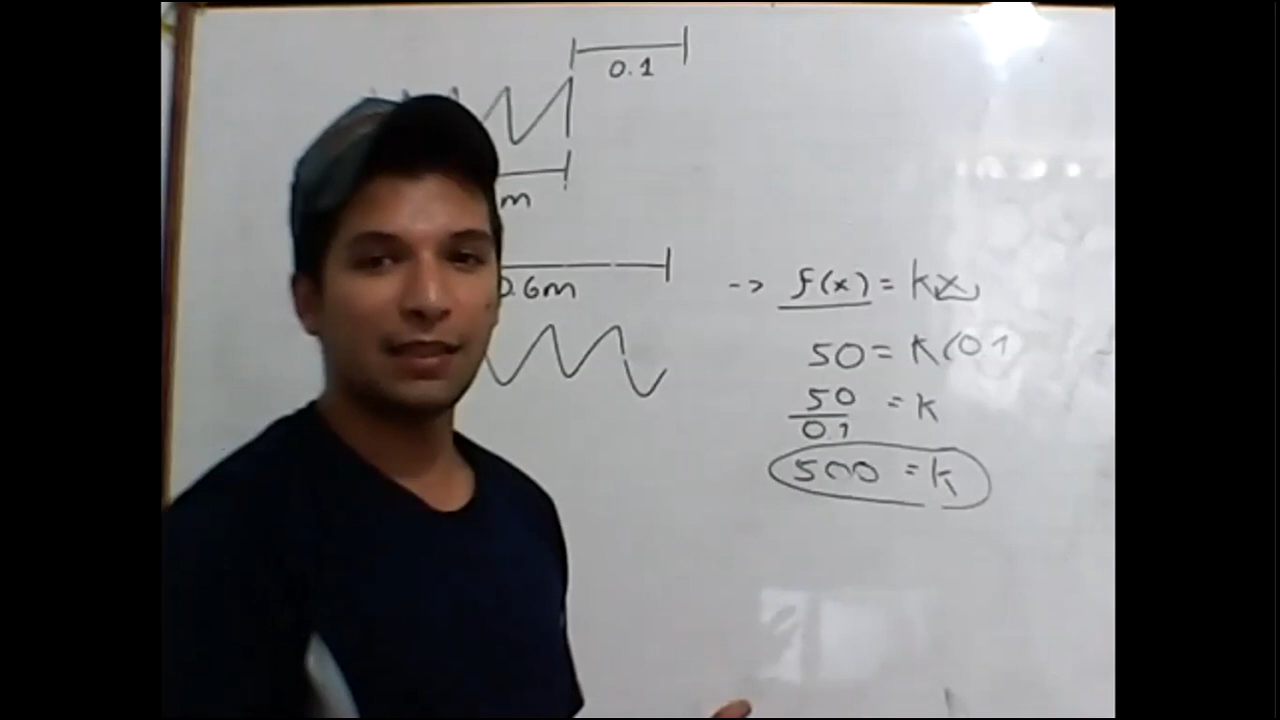 0.1
m
0.6m
-> f(x) = kx
50 = k(0.1
50
0.1
= k
500 = k